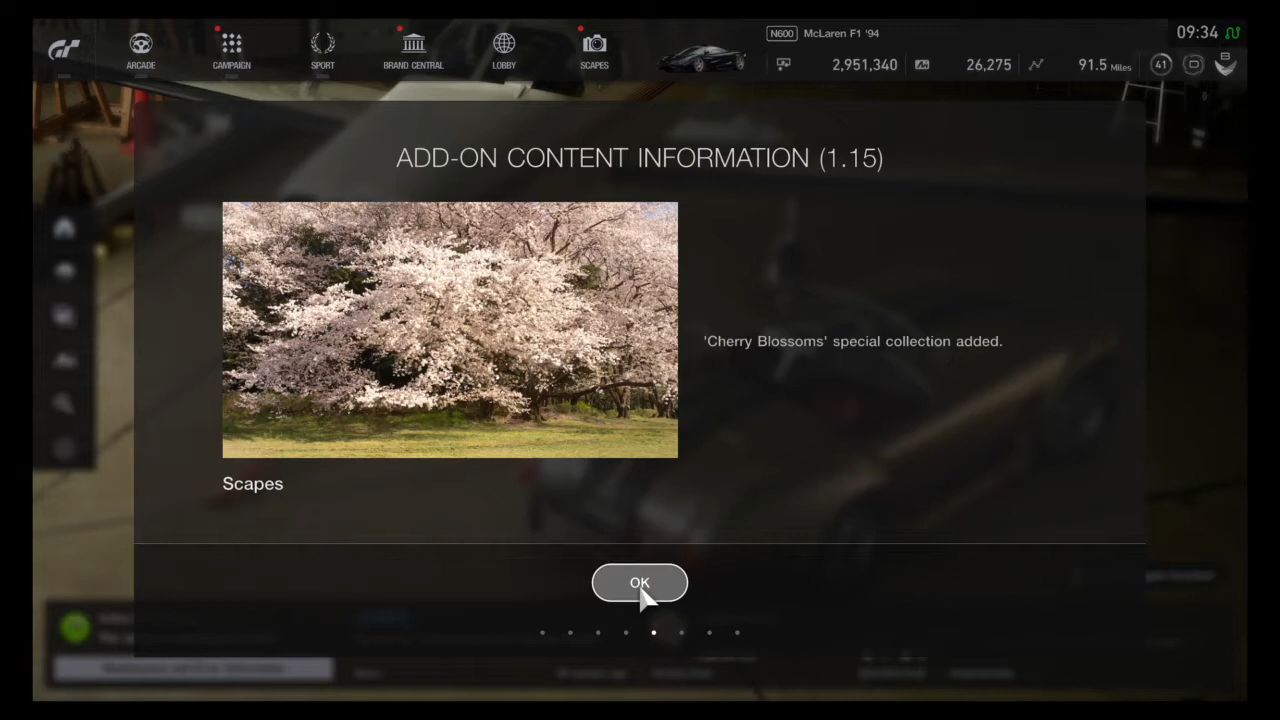 N600 McLaren F1 '94
09:34
ARCADE
CAMPAIGN
SPORT
BRAND CENTRAL
LOBBY
SCAPES
2,951,340
26,275
91.5 Miles
41
ADD-ON CONTENT INFORMATION (1.15)
'Cherry Blossoms' special collection added.
Scapes
OK